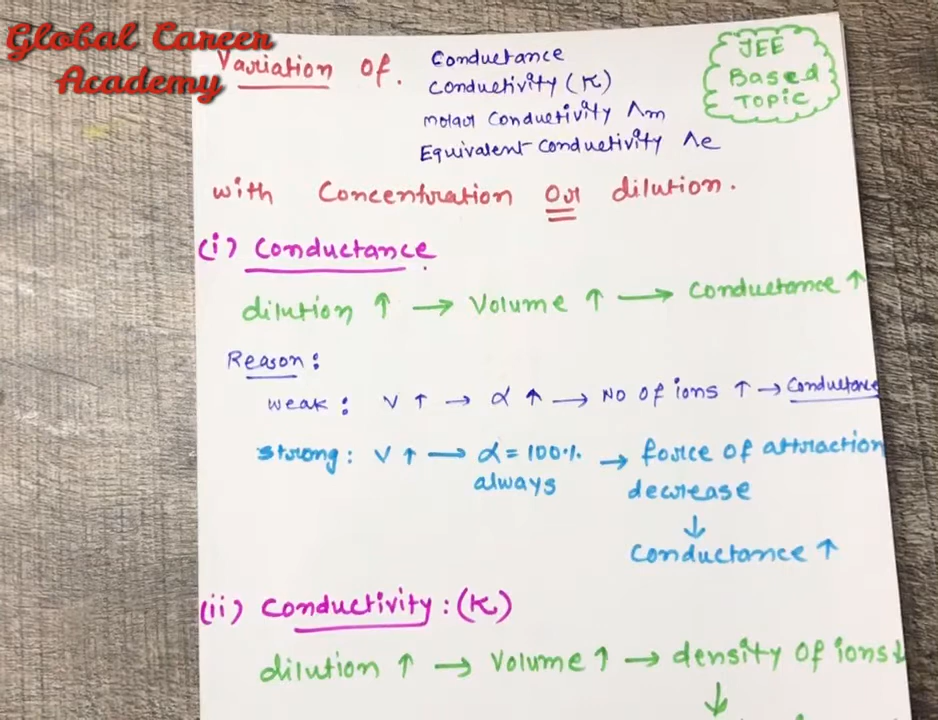 Global Career
Academy
Variation of. Conductance
Conductivity (K)
molar conductivity Λm
Equivalent conductivity Λe
JEE
Based
TOPIC
with Concentration Or dilution.
(i) Conductance
dilution ↑ → Volume ↑ → Conductance ↑
Reason:
weak: V ↑ → α ↑ → No of ions ↑ → Conductance
strong: V ↑ → α = 100% → force of attraction
always decrease
↓
Conductance ↑
(ii) Conductivity: (K)
dilution ↑ → Volume ↑ → density of ions ↓
↓